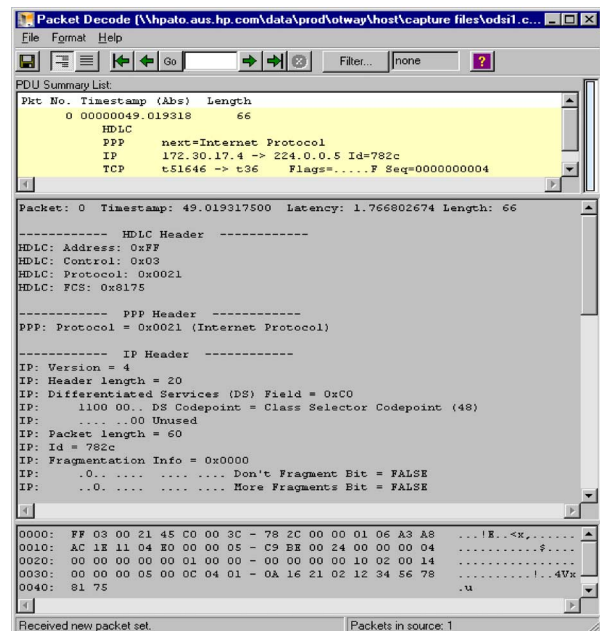 Packet Decode (\\hpato.aus.hp.com\data\prod\otway\host\capture files\odsi1.c...
File Format Help
Go Filter... none ?
PDU Summary List:
Pkt No. Timestamp (Abs) Length
0 00000049.019318 66
HDLC
PPP next=Internet Protocol
IP 172.30.17.4 -> 224.0.0.5 Id=782c
TCP t51646 -> t36 Flags=.....F Seq=0000000004
Packet: 0 Timestamp: 49.019317500 Latency: 1.766802674 Length: 66
------------ HDLC Header ------------
HDLC: Address: 0xFF
HDLC: Control: 0x03
HDLC: Protocol: 0x0021
HDLC: FCS: 0x8175
------------ PPP Header ------------
PPP: Protocol = 0x0021 (Internet Protocol)
------------ IP Header ------------
IP: Version = 4
IP: Header length = 20
IP: Differentiated Services (DS) Field = 0xC0
IP: 1100 00.. DS Codepoint = Class Selector Codepoint (48)
IP: .... ..00 Unused
IP: Packet length = 60
IP: Id = 782c
IP: Fragmentation Info = 0x0000
IP: .0.. .... .... .... Don't Fragment Bit = FALSE
IP: ..0. .... .... .... More Fragments Bit = FALSE
0000: FF 03 00 21 45 C0 00 3C - 78 2C 00 00 01 06 A3 A8 ...!E..<x,......
0010: AC 1E 11 04 E0 00 00 05 - C9 BE 00 24 00 00 00 04 ...........$....
0020: 00 00 00 00 01 00 00 - 00 00 00 00 10 02 00 14 ................
0030: 00 00 00 05 00 0C 04 01 - 0A 16 21 02 12 34 56 78 ..........!..4Vx
0040: 81 75 .u
Received new packet set. Packets in source: 1